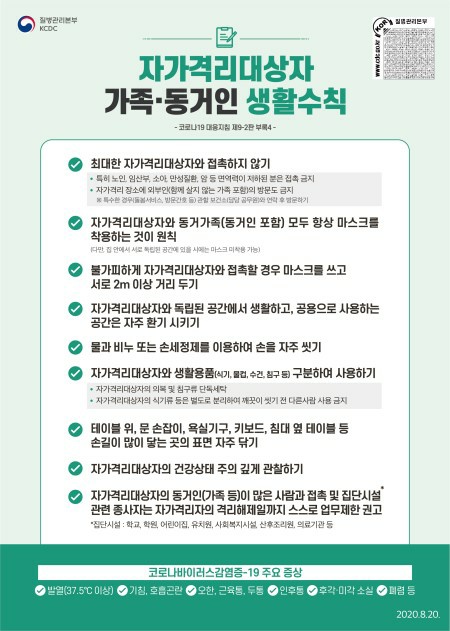 질병관리본부
KCDC
KOR
질병관리본부
www.cdc.go.kr
자가격리대상자
가족·동거인 생활수칙
- 코로나19 대응지침 제9-2판 부록4 -
최대한 자가격리대상자와 접촉하지 않기
• 특히 노인, 임산부, 소아, 만성질환, 암 등 면역력이 저하된 분은 접촉 금지
• 자가격리 장소에 외부인(함께 살지 않는 가족 포함)의 방문도 금지
※ 특수한 경우(돌봄서비스, 방문간호 등) 관할 보건소(담당 공무원)와 연락 후 방문하기
자가격리대상자와 동거가족(동거인 포함) 모두 항상 마스크를
착용하는 것이 원칙
(다만, 집 안에서 서로 독립된 공간에 있을 시에는 마스크 미착용 가능)
불가피하게 자가격리대상자와 접촉할 경우 마스크를 쓰고
서로 2m 이상 거리 두기
자가격리대상자와 독립된 공간에서 생활하고, 공용으로 사용하는
공간은 자주 환기 시키기
물과 비누 또는 손세정제를 이용하여 손을 자주 씻기
자가격리대상자와 생활용품(식기, 물컵, 수건, 침구 등) 구분하여 사용하기
• 자가격리대상자의 의복 및 침구류 단독세탁
• 자가격리대상자의 식기류 등은 별도로 분리하여 깨끗이 씻기 전 다른사람 사용 금지
테이블 위, 문 손잡이, 욕실기구, 키보드, 침대 옆 테이블 등
손길이 많이 닿는 곳의 표면 자주 닦기
자가격리대상자의 건강상태 주의 깊게 관찰하기
자가격리대상자의 동거인(가족 등)이 많은 사람과 접촉 및 집단시설*
관련 종사자는 자가격리자의 격리해제일까지 스스로 업무제한 권고
*집단시설 : 학교, 학원, 어린이집, 유치원, 사회복지시설, 산후조리원, 의료기관 등
코로나바이러스감염증-19 주요 증상
발열(37.5℃ 이상) 기침, 호흡곤란 오한, 근육통, 두통 인후통 후각·미각 소실 폐렴 등
2020.8.20.